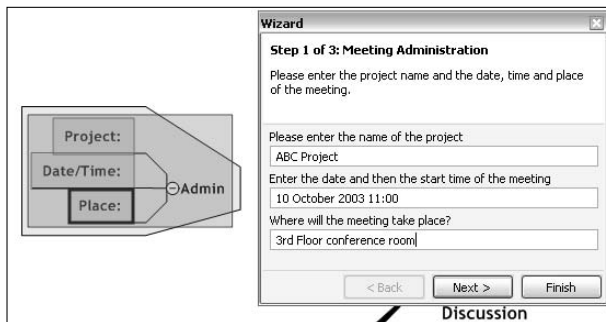 Project:
Date/Time:
Place:
Admin
Wizard
Step 1 of 3: Meeting Administration
Please enter the project name and the date, time and place
of the meeting.
Please enter the name of the project
ABC Project
Enter the date and then the start time of the meeting
10 October 2003 11:00
Where will the meeting take place?
3rd Floor conference room
< Back
Next >
Finish
Discussion